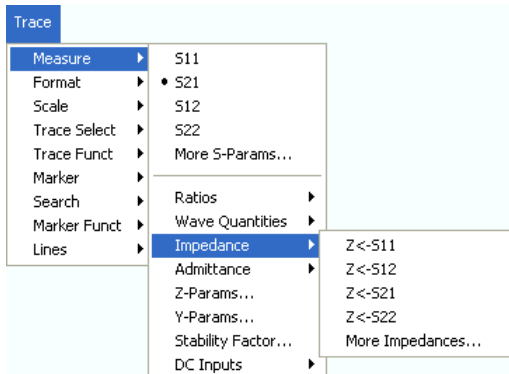 Trace
Measure
Format
Scale
Trace Select
Trace Funct
Marker
Search
Marker Funct
Lines
S11
S21
S12
S22
More S-Params...
Ratios
Wave Quantities
Impedance
Admittance
Z-Params...
Y-Params...
Stability Factor...
DC Inputs
Z<-S11
Z<-S12
Z<-S21
Z<-S22
More Impedances...